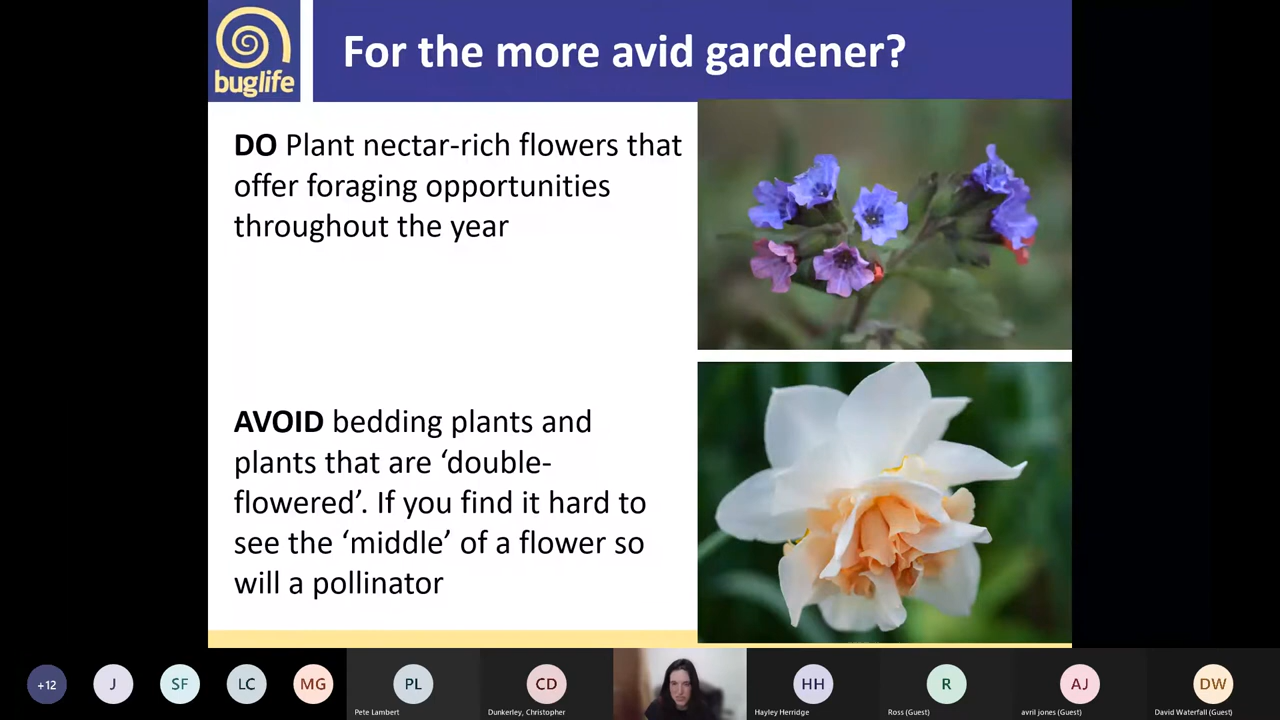 buglife
For the more avid gardener?
DO Plant nectar-rich flowers that
offer foraging opportunities
throughout the year
AVOID bedding plants and
plants that are ‘double-
flowered’. If you find it hard to
see the ‘middle’ of a flower so
will a pollinator
+12
J
SF
LC
MG
PL
Pete Lambert
CD
Dunkerley, Christopher
HH
Hayley Herridge
R
Ross (Guest)
AJ
avril jones (Guest)
DW
David Waterfall (Guest)